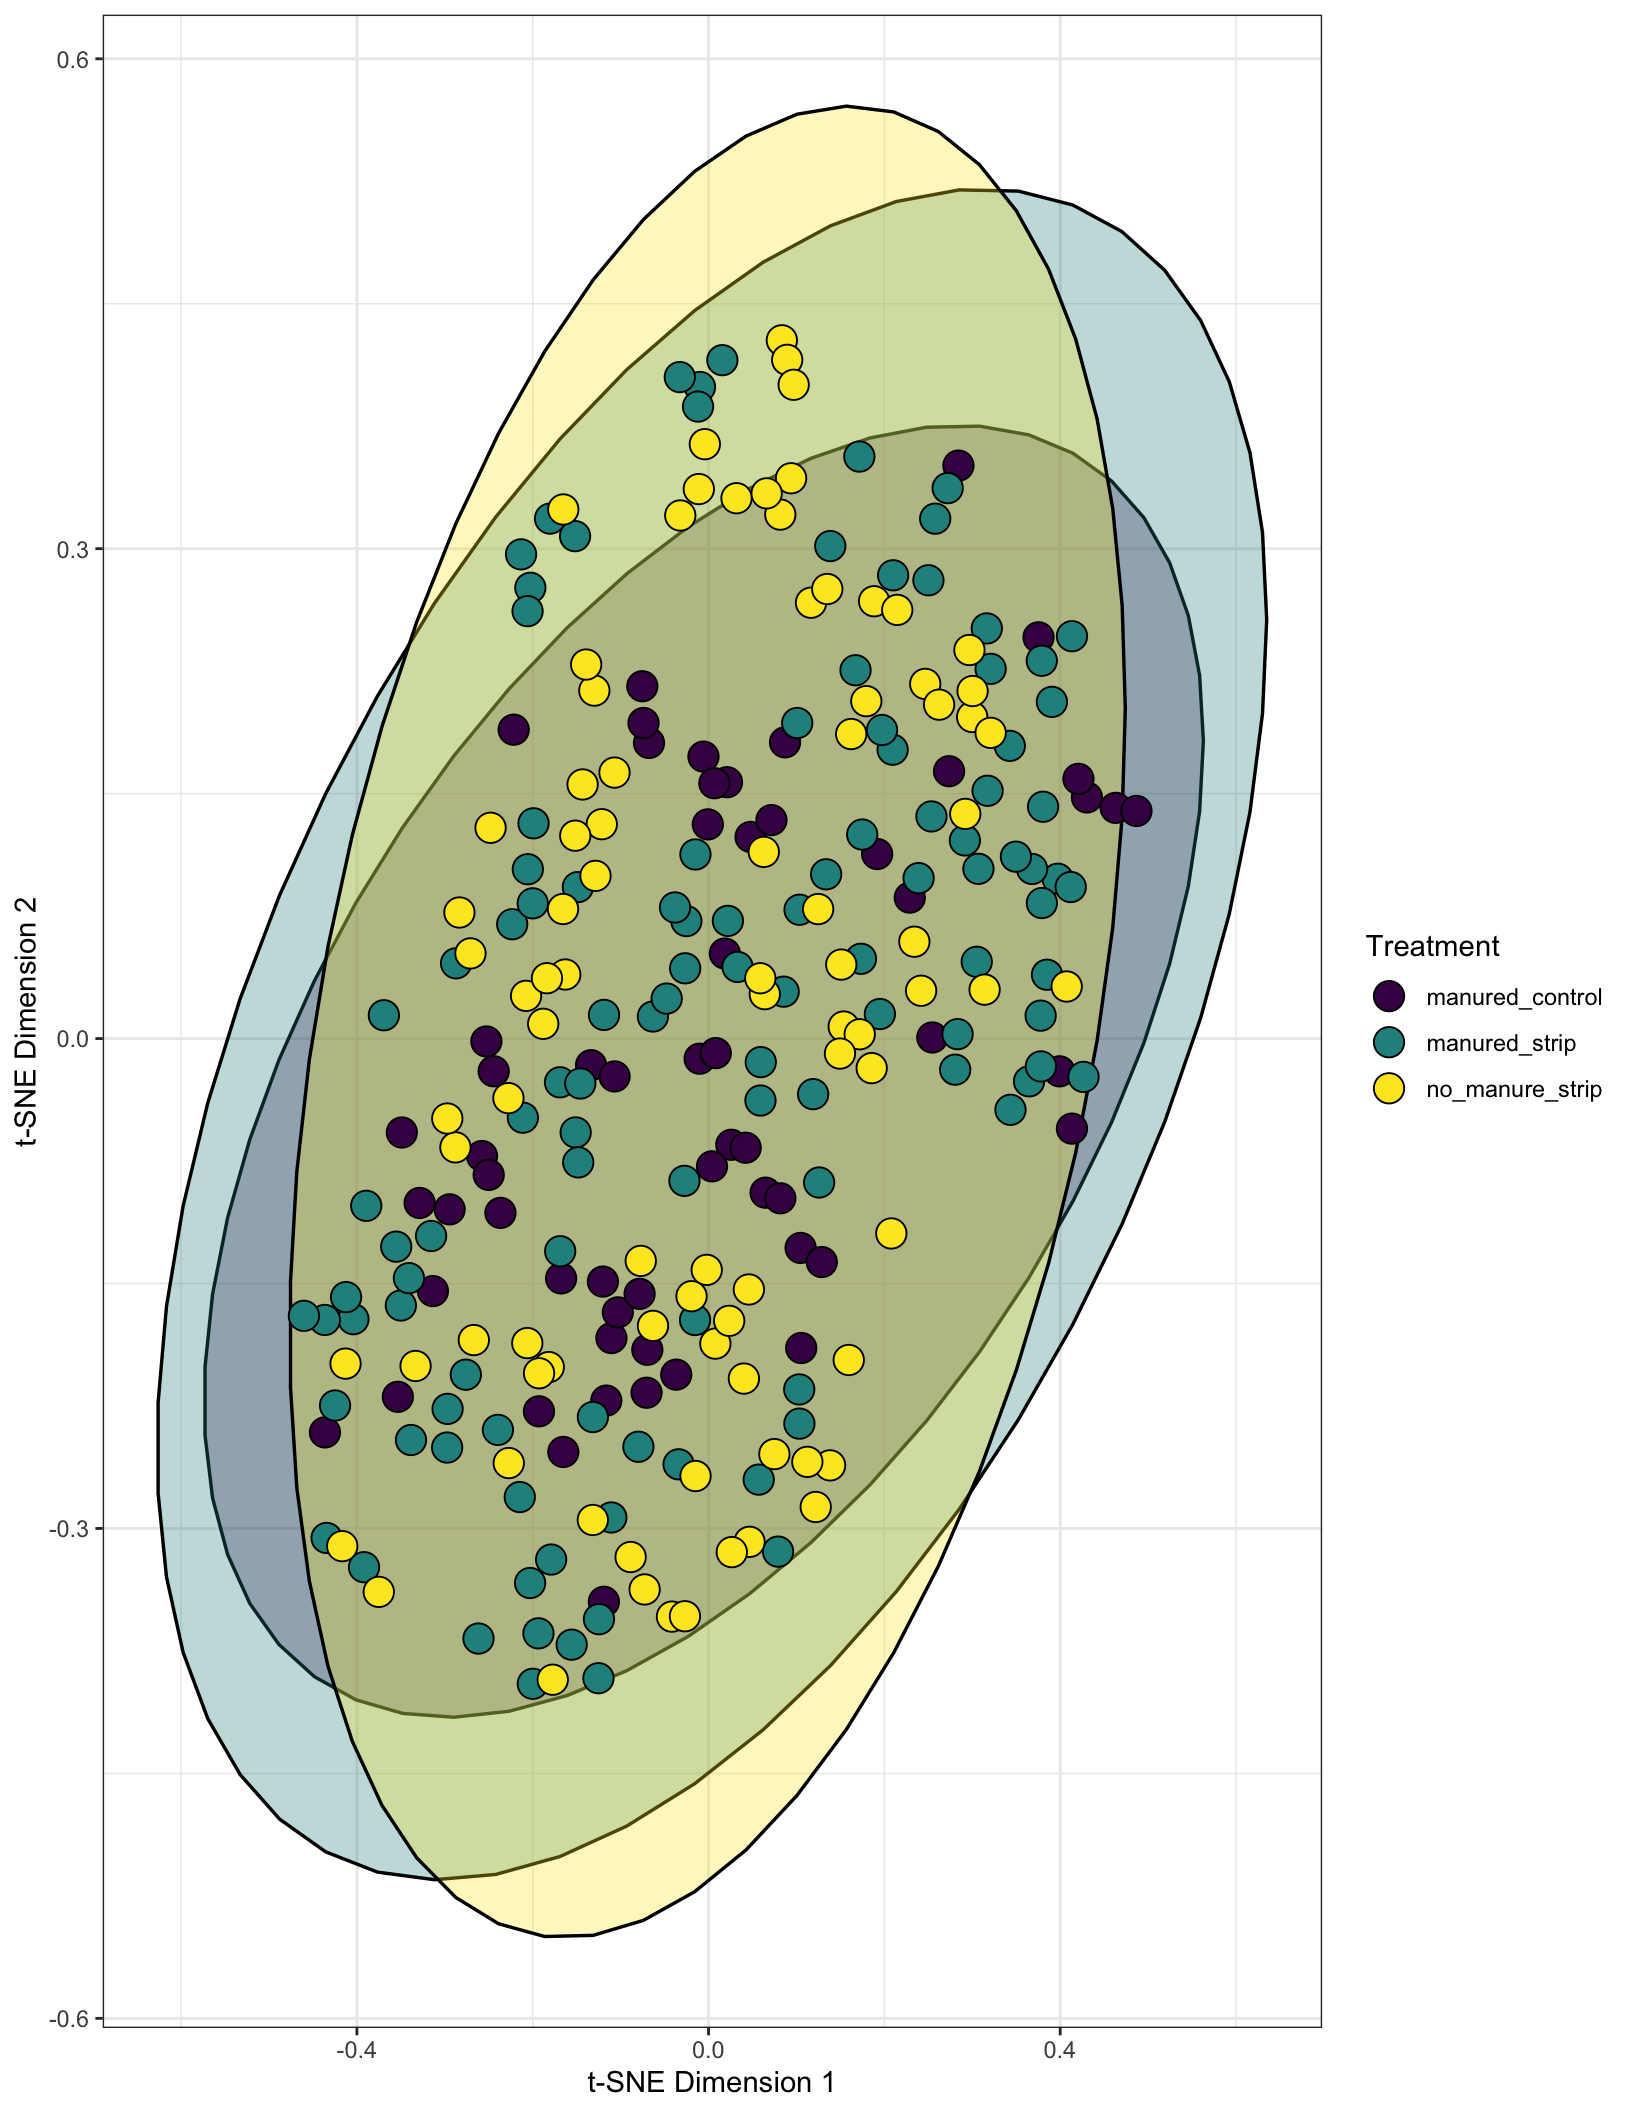 0.6
0.3
0.0
-0.3
-0.6
t-SNE Dimension 2
-0.4
0.0
0.4
t-SNE Dimension 1
Treatment
manured_control
manured_strip
no_manure_strip